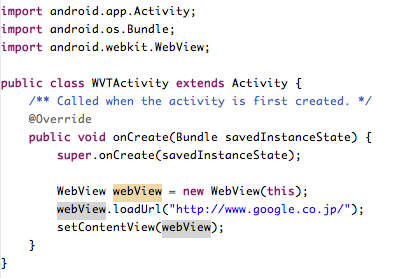 import android.app.Activity;
import android.os.Bundle;
import android.webkit.WebView;

public class WVTActivity extends Activity {
    /** Called when the activity is first created. */
    @Override
    public void onCreate(Bundle savedInstanceState) {
        super.onCreate(savedInstanceState);

        WebView webView = new WebView(this);
        webView.loadUrl("http://www.google.co.jp/");
        setContentView(webView);
    }
}